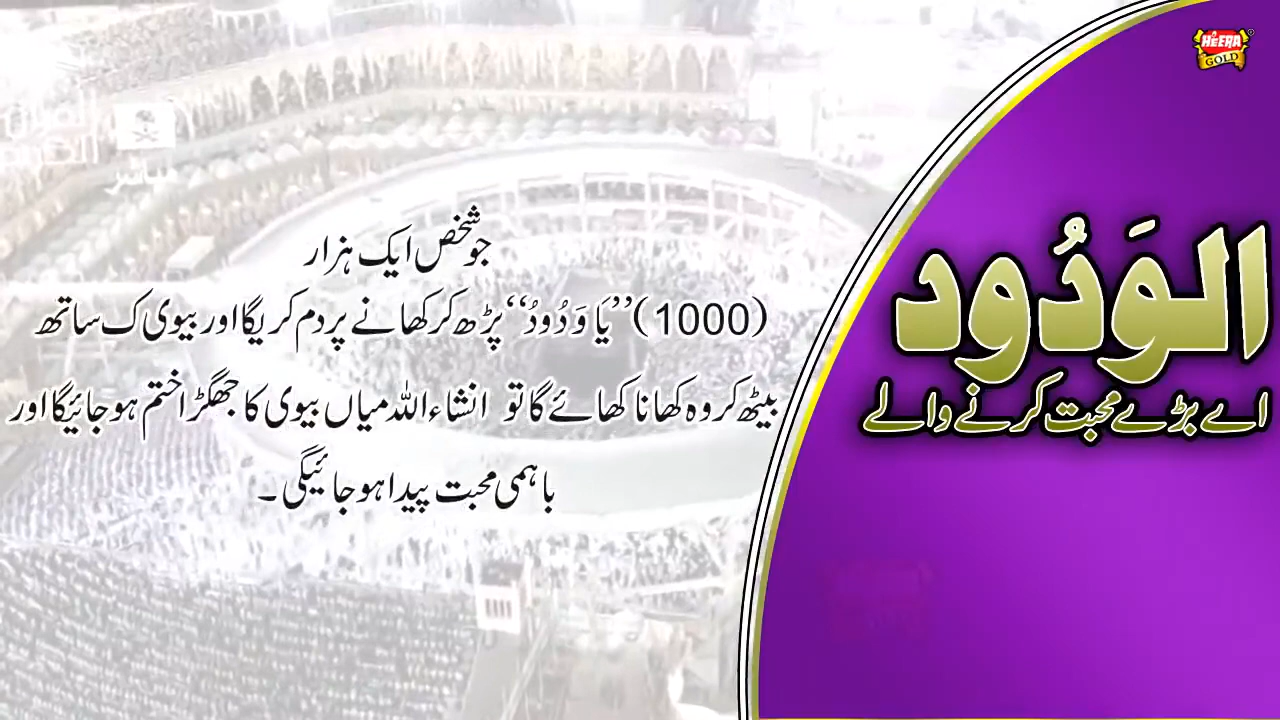 HEERA
GOLD
الوَدُود
اے بڑے محبت کرنے والے
جو شخص ایک ہزار
(1000) ”یَا وَدُودُ“ پڑھ کر کھانے پر دم کریگا اور بیوی ک ساتھ
بیٹھ کر وہ کھانا کھائے گا تو انشاءاللہ میاں بیوی کا جھگڑا ختم ہو جائیگا اور
باہمی محبت پیدا ہو جائیگی۔